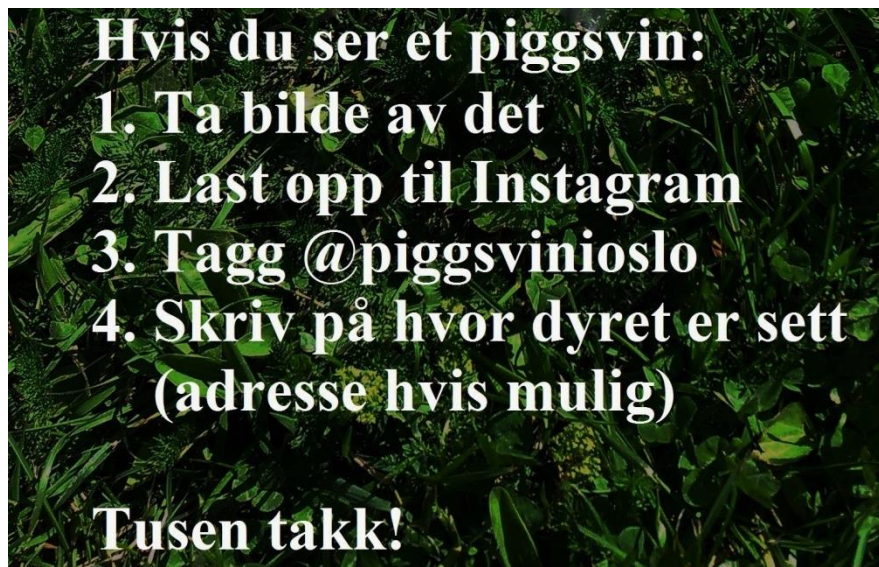 Hvis du ser et piggsvin:
1. Ta bilde av det
2. Last opp til Instagram
3. Tagg @piggsvinioslo
4. Skriv på hvor dyret er sett
(adresse hvis mulig)
Tusen takk!